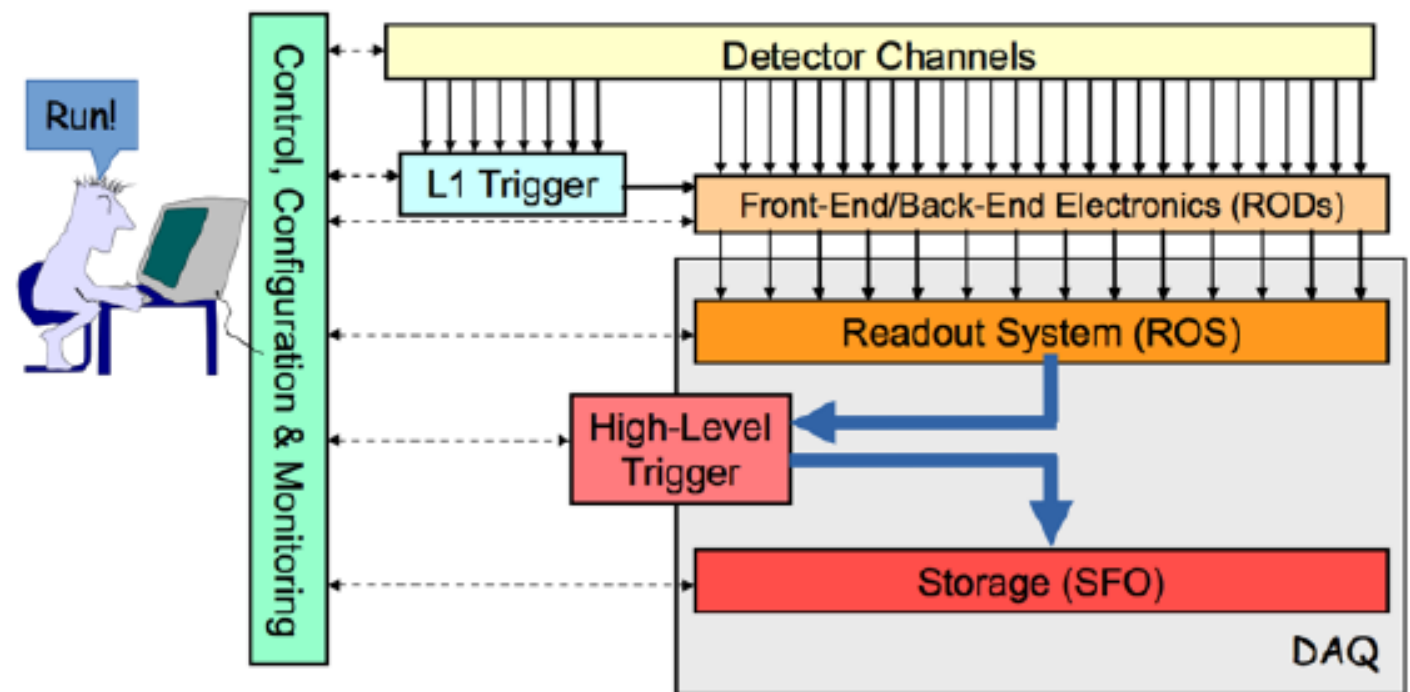 Run!
Control, Configuration & Monitoring
Detector Channels
L1 Trigger
Front-End/Back-End Electronics (RODs)
Readout System (ROS)
High-Level
Trigger
Storage (SFO)
DAQ